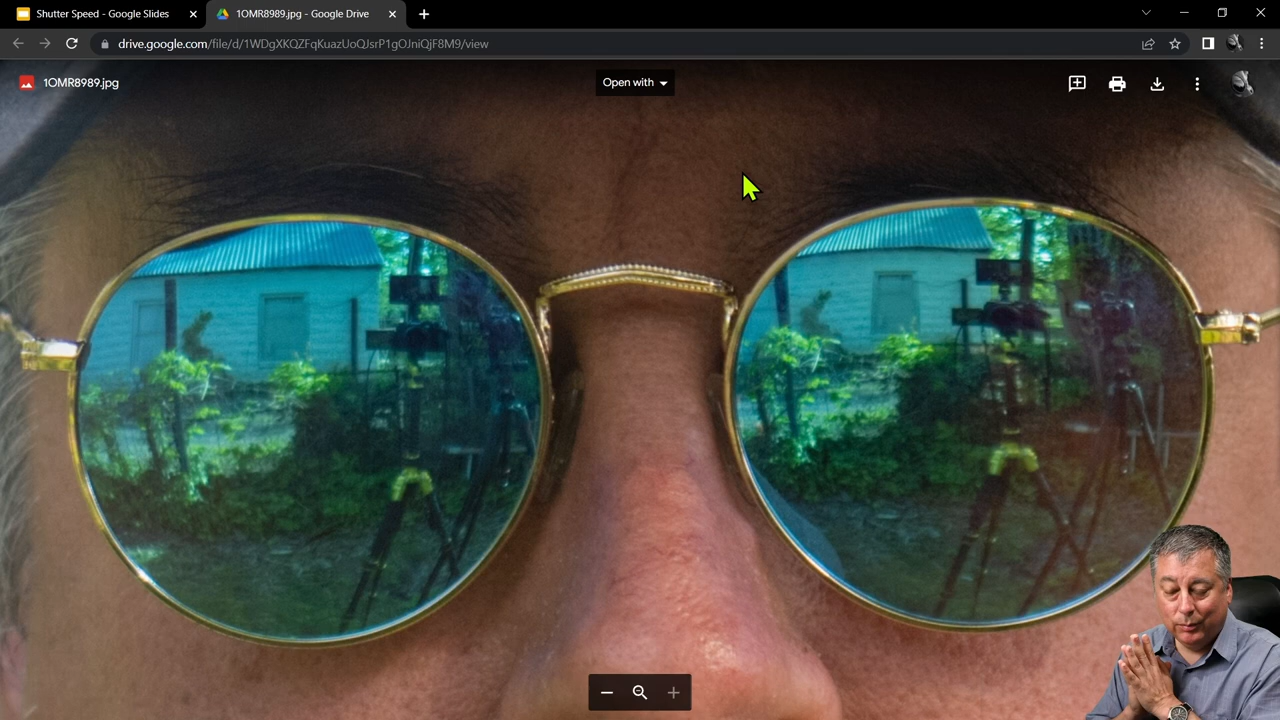 Shutter Speed - Google Slides
1OMR8989.jpg - Google Drive
drive.google.com/file/d/1WDgXKQZFqKuazUoQJsrP1gOJniQjF8M9/view
1OMR8989.jpg
Open with